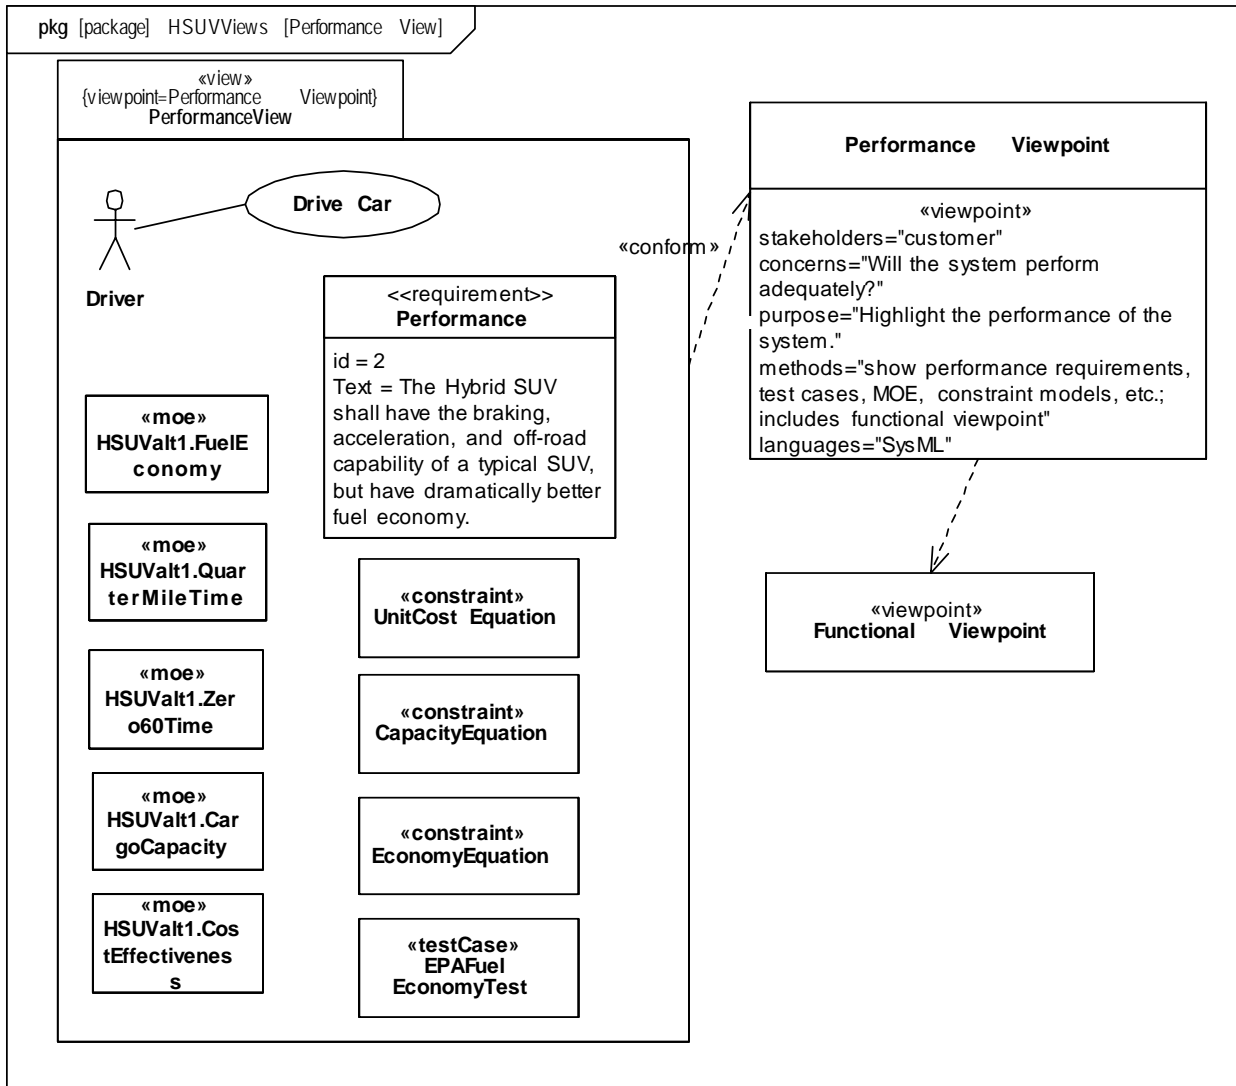 pkg [package] HSUVViews [Performance View]
«view»
{viewpoint=Performance Viewpoint}
PerformanceView
Drive Car
Driver
<<requirement>>
Performance
id = 2
Text = The Hybrid SUV
shall have the braking,
acceleration, and off-road
capability of a typical SUV,
but have dramatically better
fuel economy.
«moe»
HSUValt1.FuelE
conomy
«moe»
HSUValt1.Quar
terMileTime
«moe»
HSUValt1.Zer
o60Time
«moe»
HSUValt1.Car
goCapacity
«moe»
HSUValt1.Cos
tEffectivenes
s
«constraint»
UnitCost Equation
«constraint»
CapacityEquation
«constraint»
EconomyEquation
«testCase»
EPAFuel
EconomyTest
«conform»
Performance Viewpoint
«viewpoint»
stakeholders="customer"
concerns="Will the system perform
adequately?"
purpose="Highlight the performance of the
system."
methods="show performance requirements,
test cases, MOE, constraint models, etc.;
includes functional viewpoint"
languages="SysML"
«viewpoint»
Functional Viewpoint